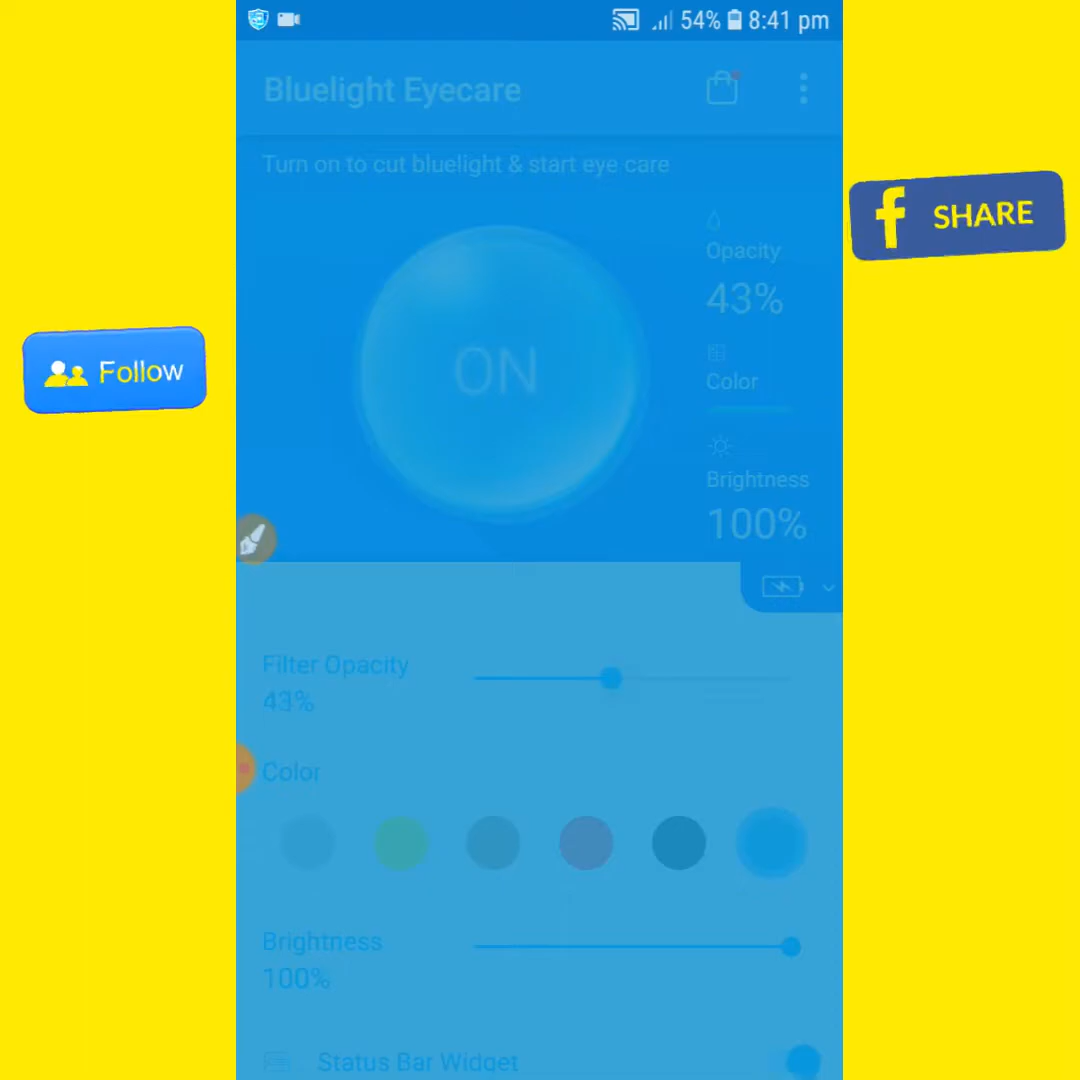 54% 8:41 pm
Bluelight Eyecare
Turn on to cut bluelight & start eye care
SHARE
Opacity
43%
ON
Color
Follow
Brightness
100%
Filter Opacity
43%
Color
Brightness
100%
Status Bar Widget